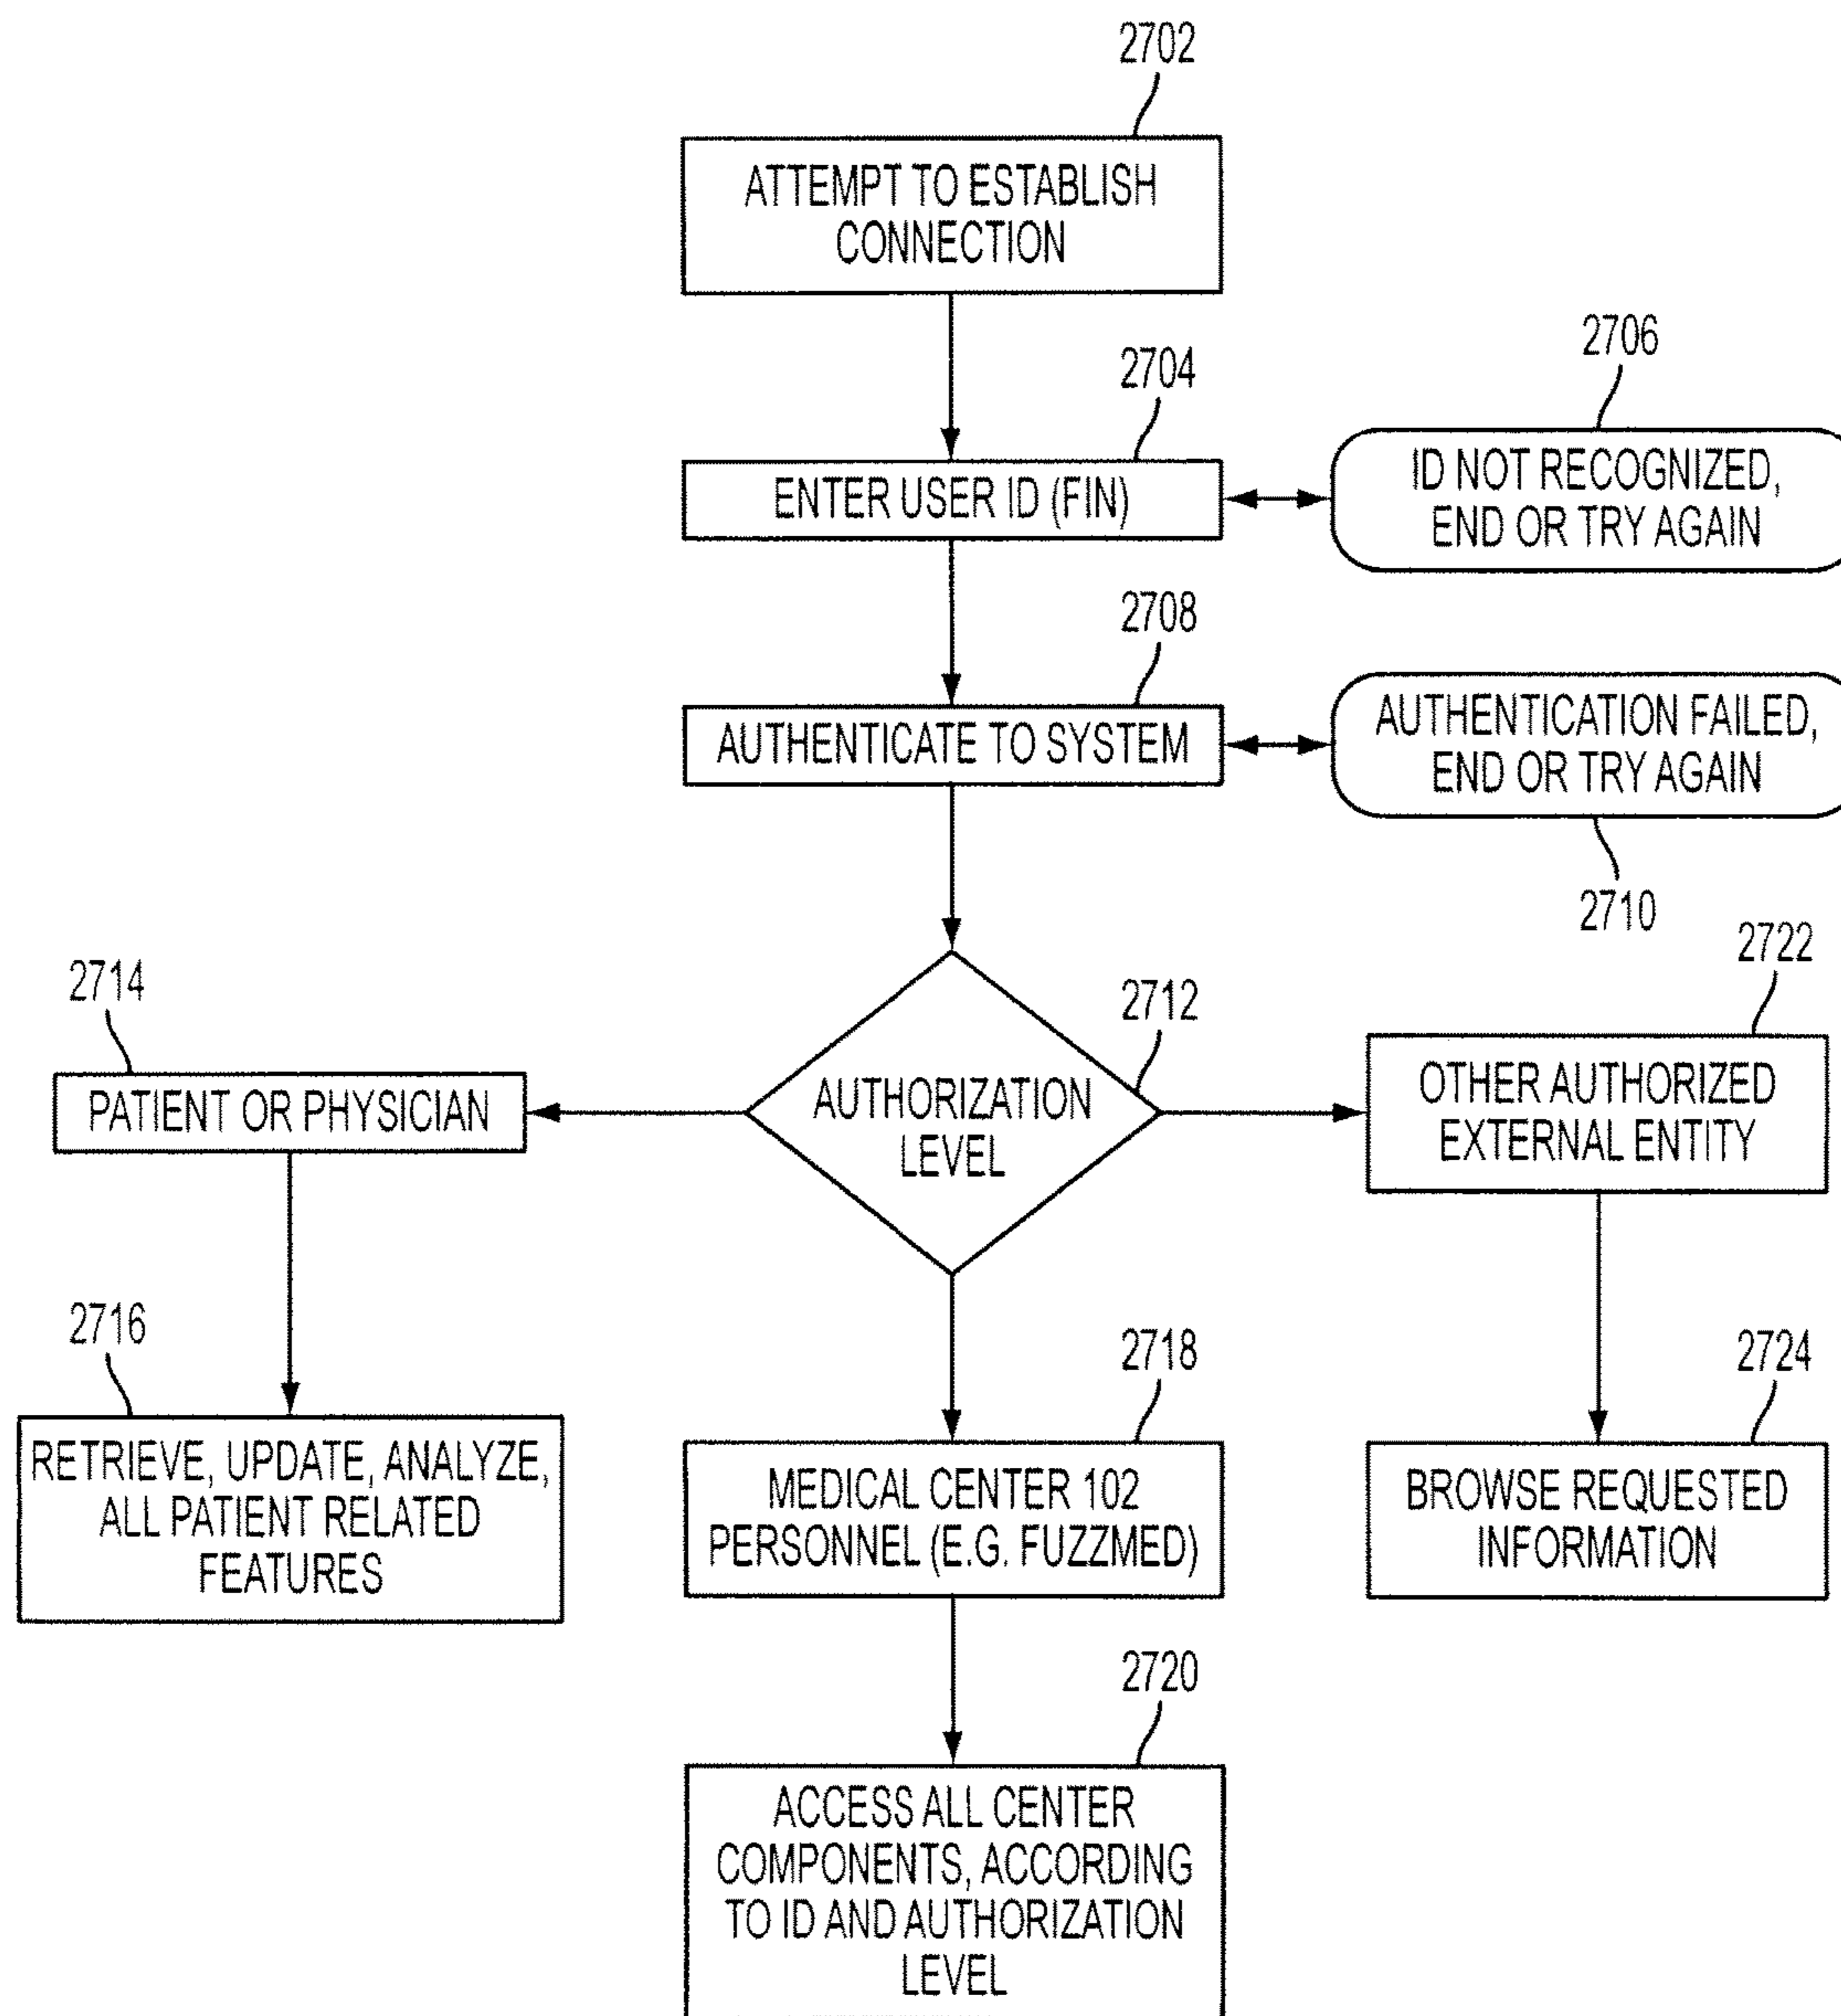 2702
ATTEMPT TO ESTABLISH
CONNECTION
2704
ENTER USER ID (FIN)
2706
ID NOT RECOGNIZED,
END OR TRY AGAIN
2708
AUTHENTICATE TO SYSTEM
AUTHENTICATION FAILED,
END OR TRY AGAIN
2710
2712
AUTHORIZATION
LEVEL
2714
PATIENT OR PHYSICIAN
2716
RETRIEVE, UPDATE, ANALYZE,
ALL PATIENT RELATED
FEATURES
2718
MEDICAL CENTER 102
PERSONNEL (E.G. FUZZMED)
2720
ACCESS ALL CENTER
COMPONENTS, ACCORDING
TO ID AND AUTHORIZATION
LEVEL
2722
OTHER AUTHORIZED
EXTERNAL ENTITY
2724
BROWSE REQUESTED
INFORMATION